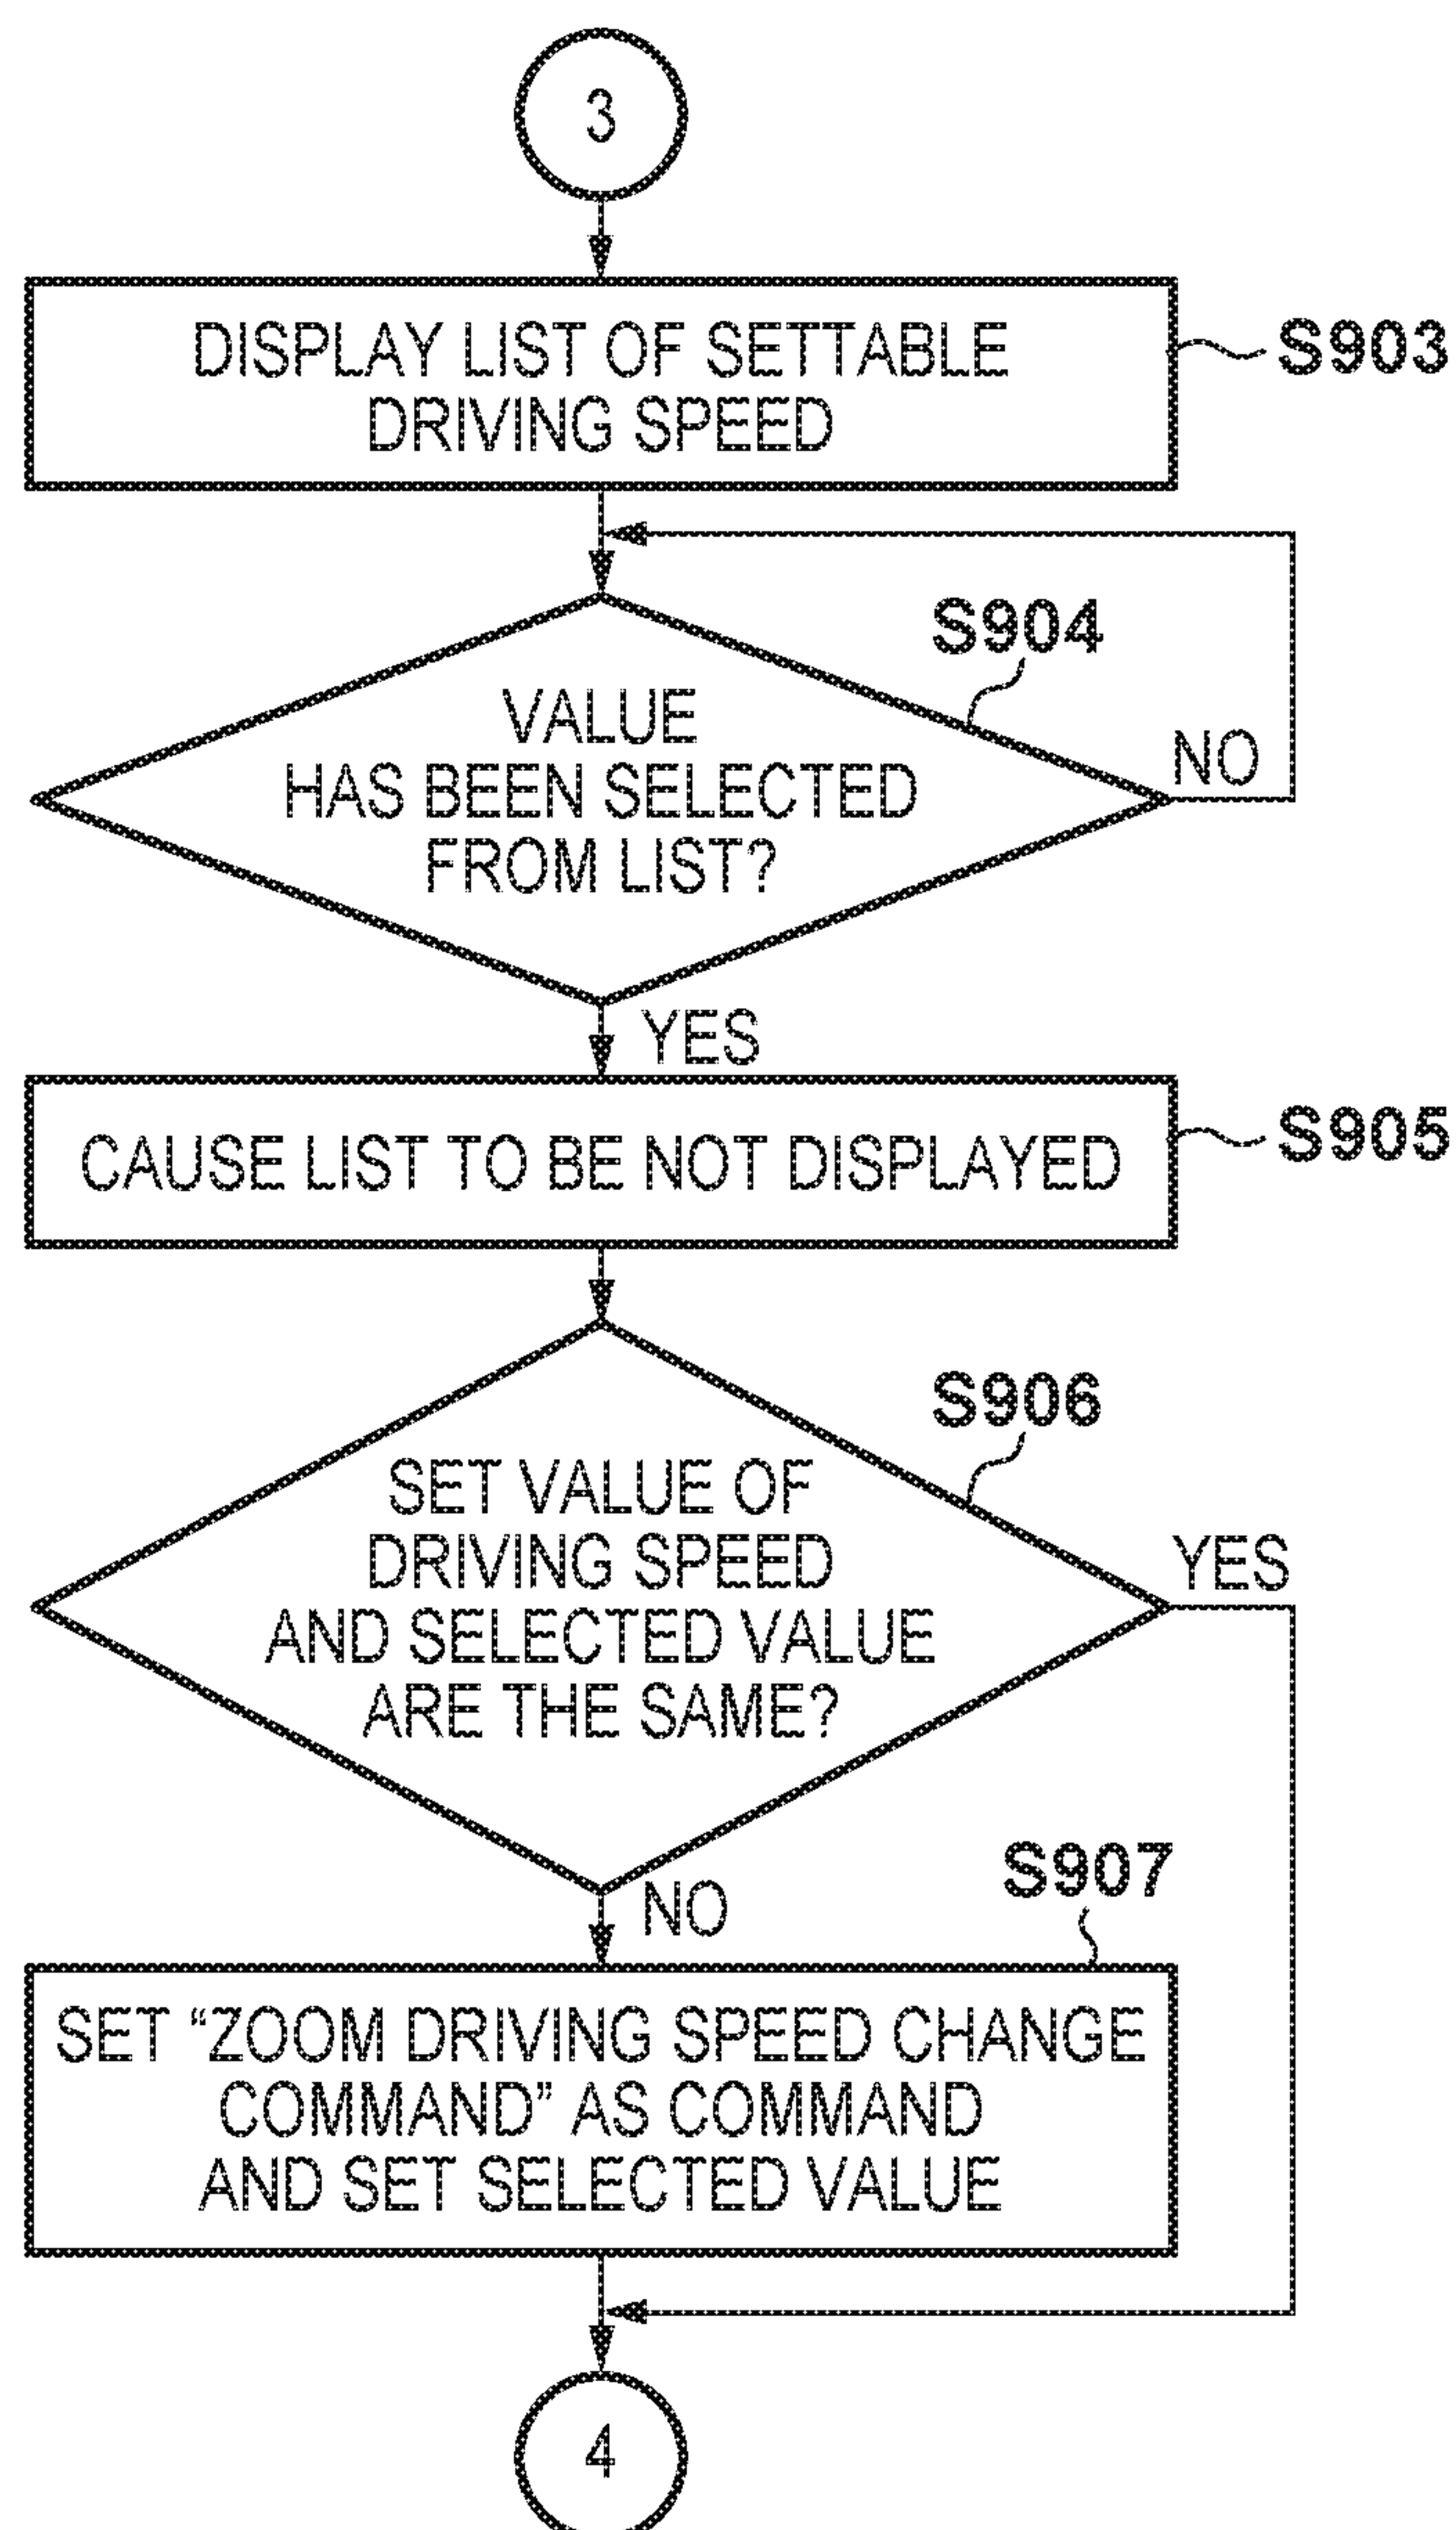 3
DISPLAY LIST OF SETTABLE
DRIVING SPEED
S903
S904
VALUE
HAS BEEN SELECTED
FROM LIST?
NO
YES
CAUSE LIST TO BE NOT DISPLAYED
S905
S906
SET VALUE OF
DRIVING SPEED
AND SELECTED VALUE
ARE THE SAME?
YES
NO
S907
SET “ZOOM DRIVING SPEED CHANGE
COMMAND” AS COMMAND
AND SET SELECTED VALUE
4